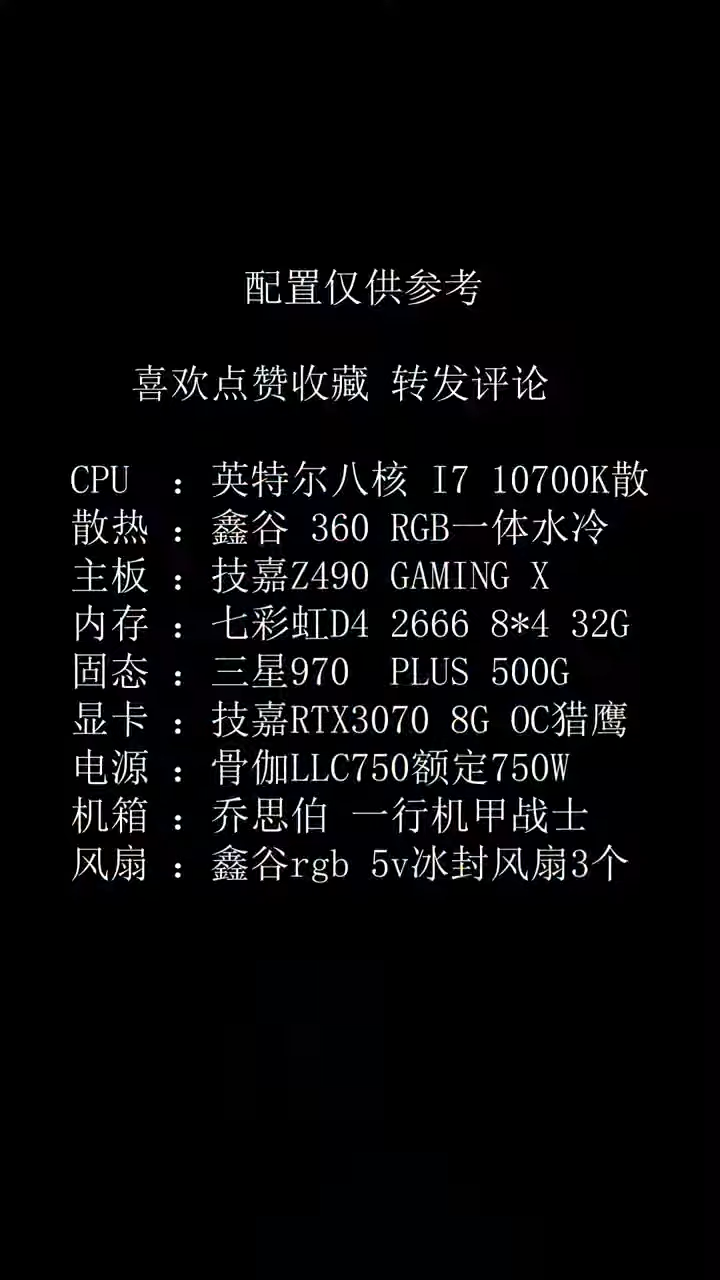 配置仅供参考
喜欢点赞收藏 转发评论
CPU ：英特尔八核 I7 10700K散
散热 ：鑫谷 360 RGB一体水冷
主板 ：技嘉Z490 GAMING X
内存 ：七彩虹D4 2666 8*4 32G
固态 ：三星970  PLUS 500G
显卡 ：技嘉RTX3070 8G OC猎鹰
电源 ：骨伽LLC750额定750W
机箱 ：乔思伯 一行机甲战士
风扇 ：鑫谷rgb 5v冰封风扇3个